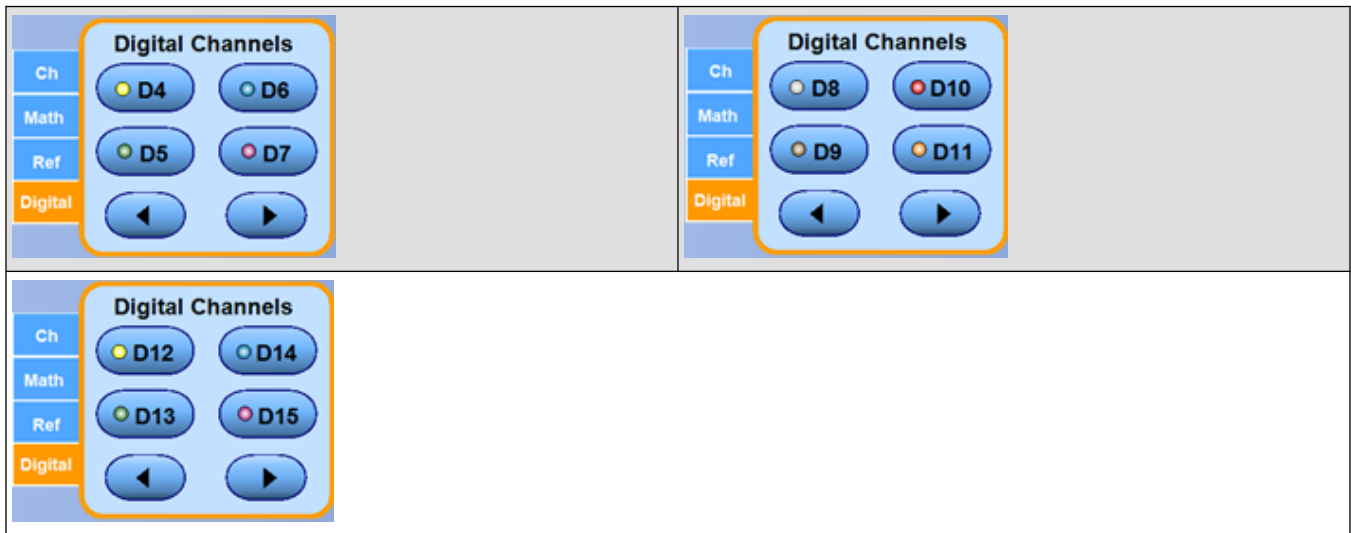 Digital Channels
Ch
Math
Ref
Digital
D4 D6
D5 D7
Digital Channels
Ch
Math
Ref
Digital
D8 D10
D9 D11
Digital Channels
Ch
Math
Ref
Digital
D12 D14
D13 D15